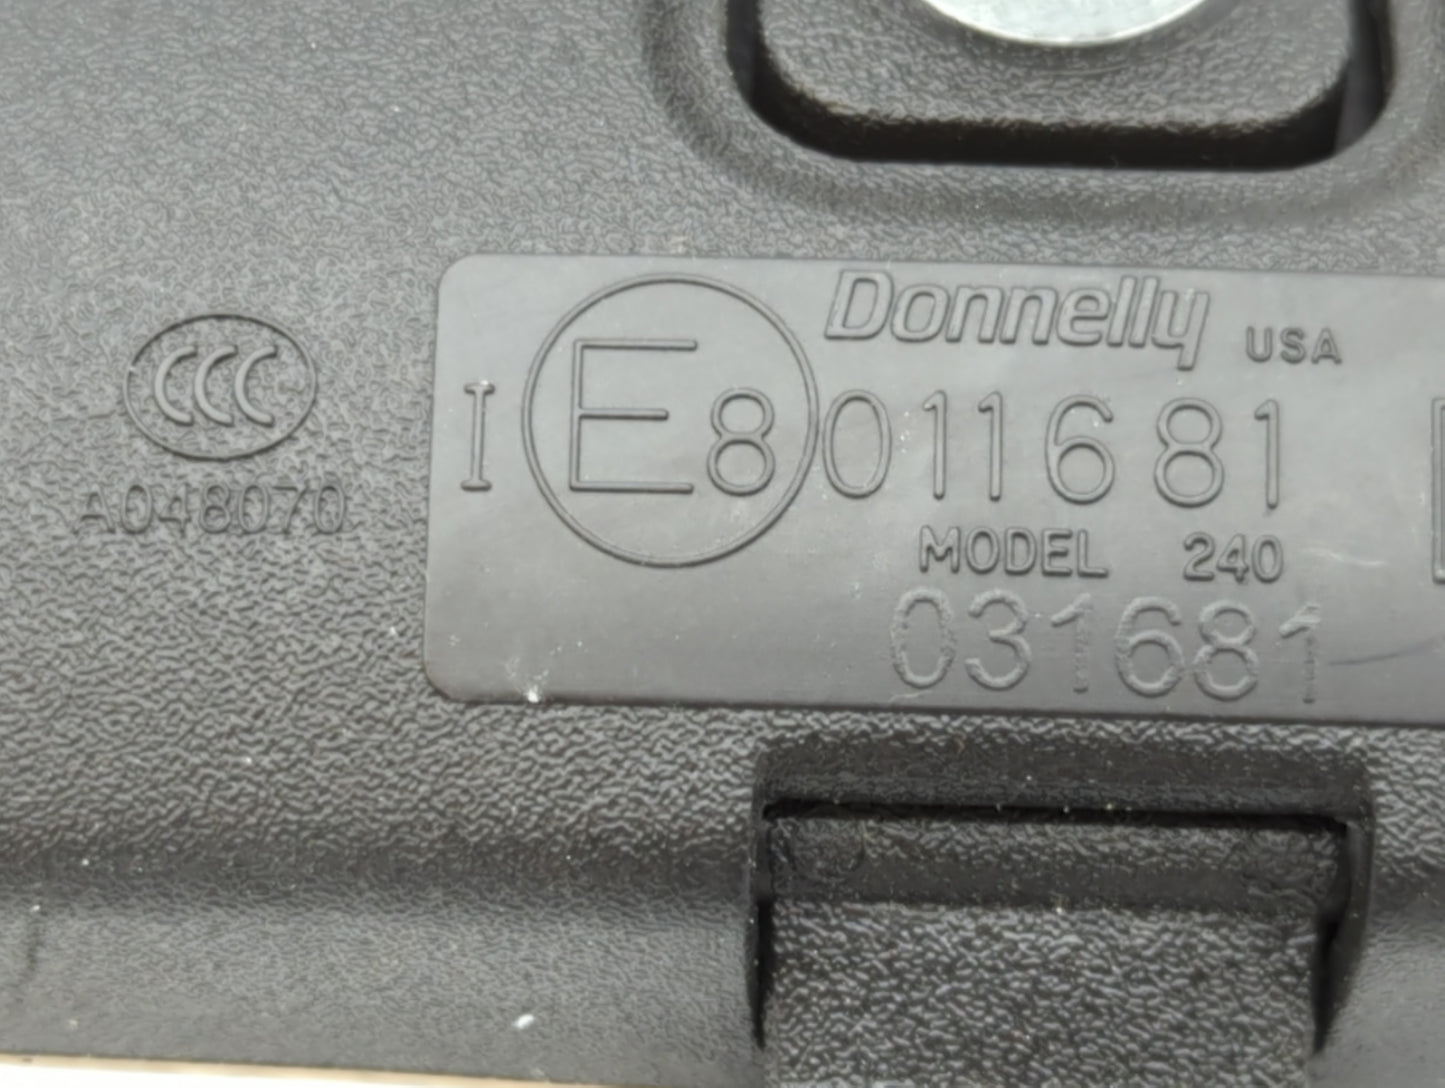 CCC
A048070
Donnelly USA
I E8 011681
MODEL 240
031681